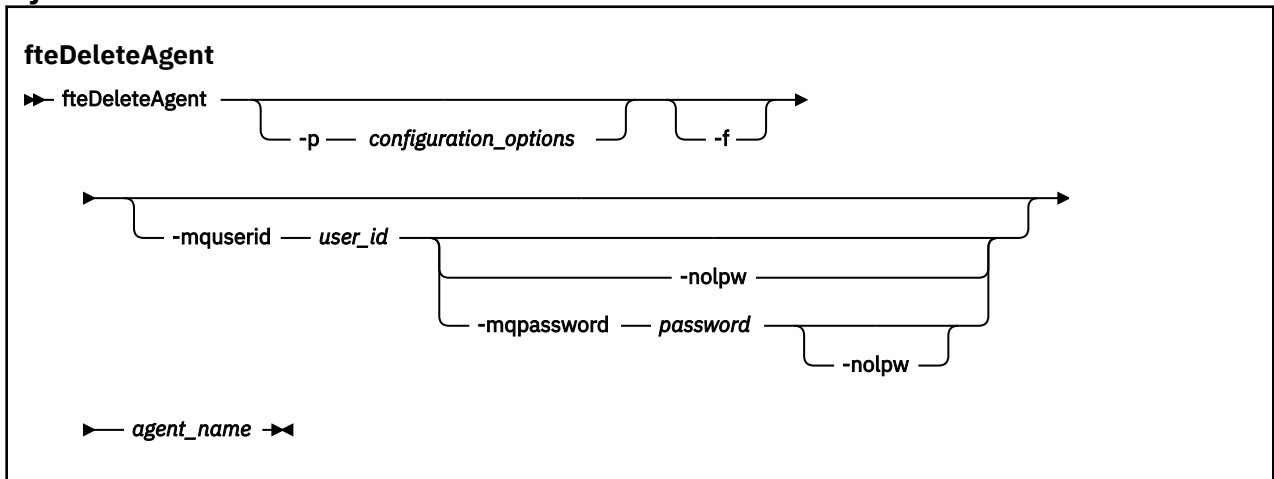 fteDeleteAgent
fteDeleteAgent
-p configuration_options -f
-mquserid user_id
-nolpw
-mqpassword password
-nolpw
agent_name